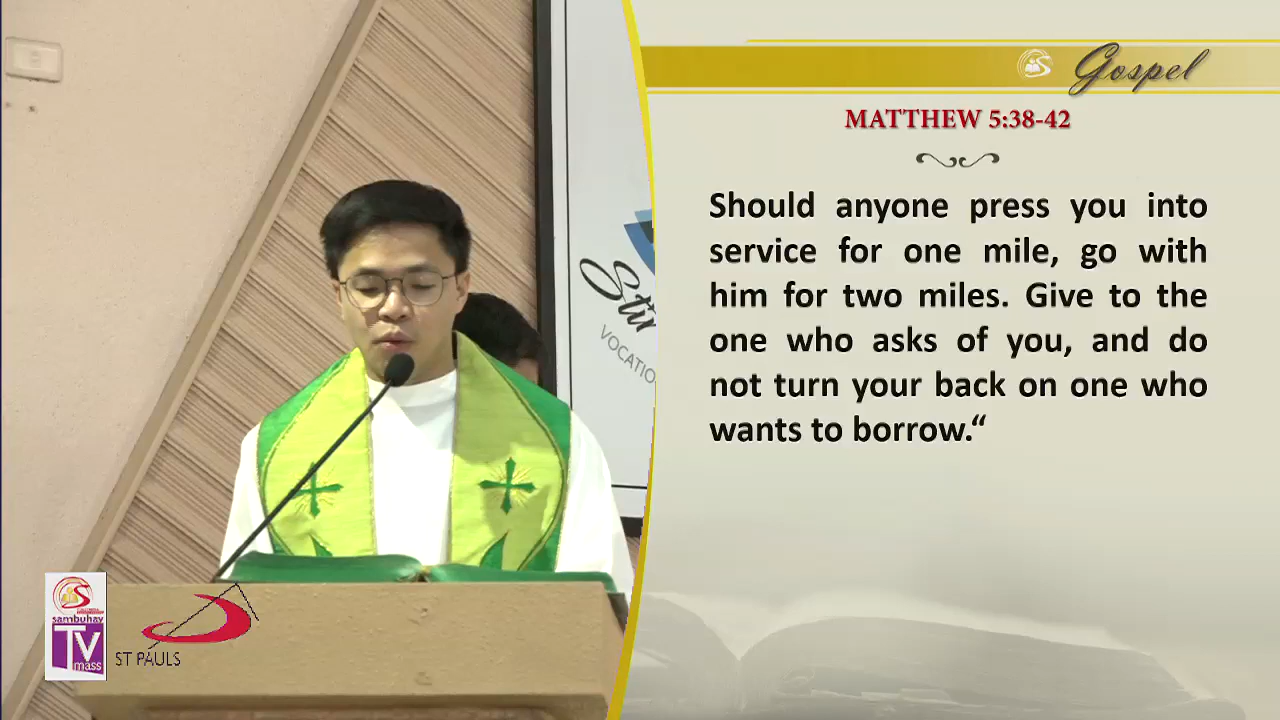 Gospel
MATTHEW 5:38-42
Should anyone press you into
service for one mile, go with
him for two miles. Give to the
one who asks of you, and do
not turn your back on one who
wants to borrow.“
Stir
VOCATIO
sambuhay
TV
mass
ST PAULS